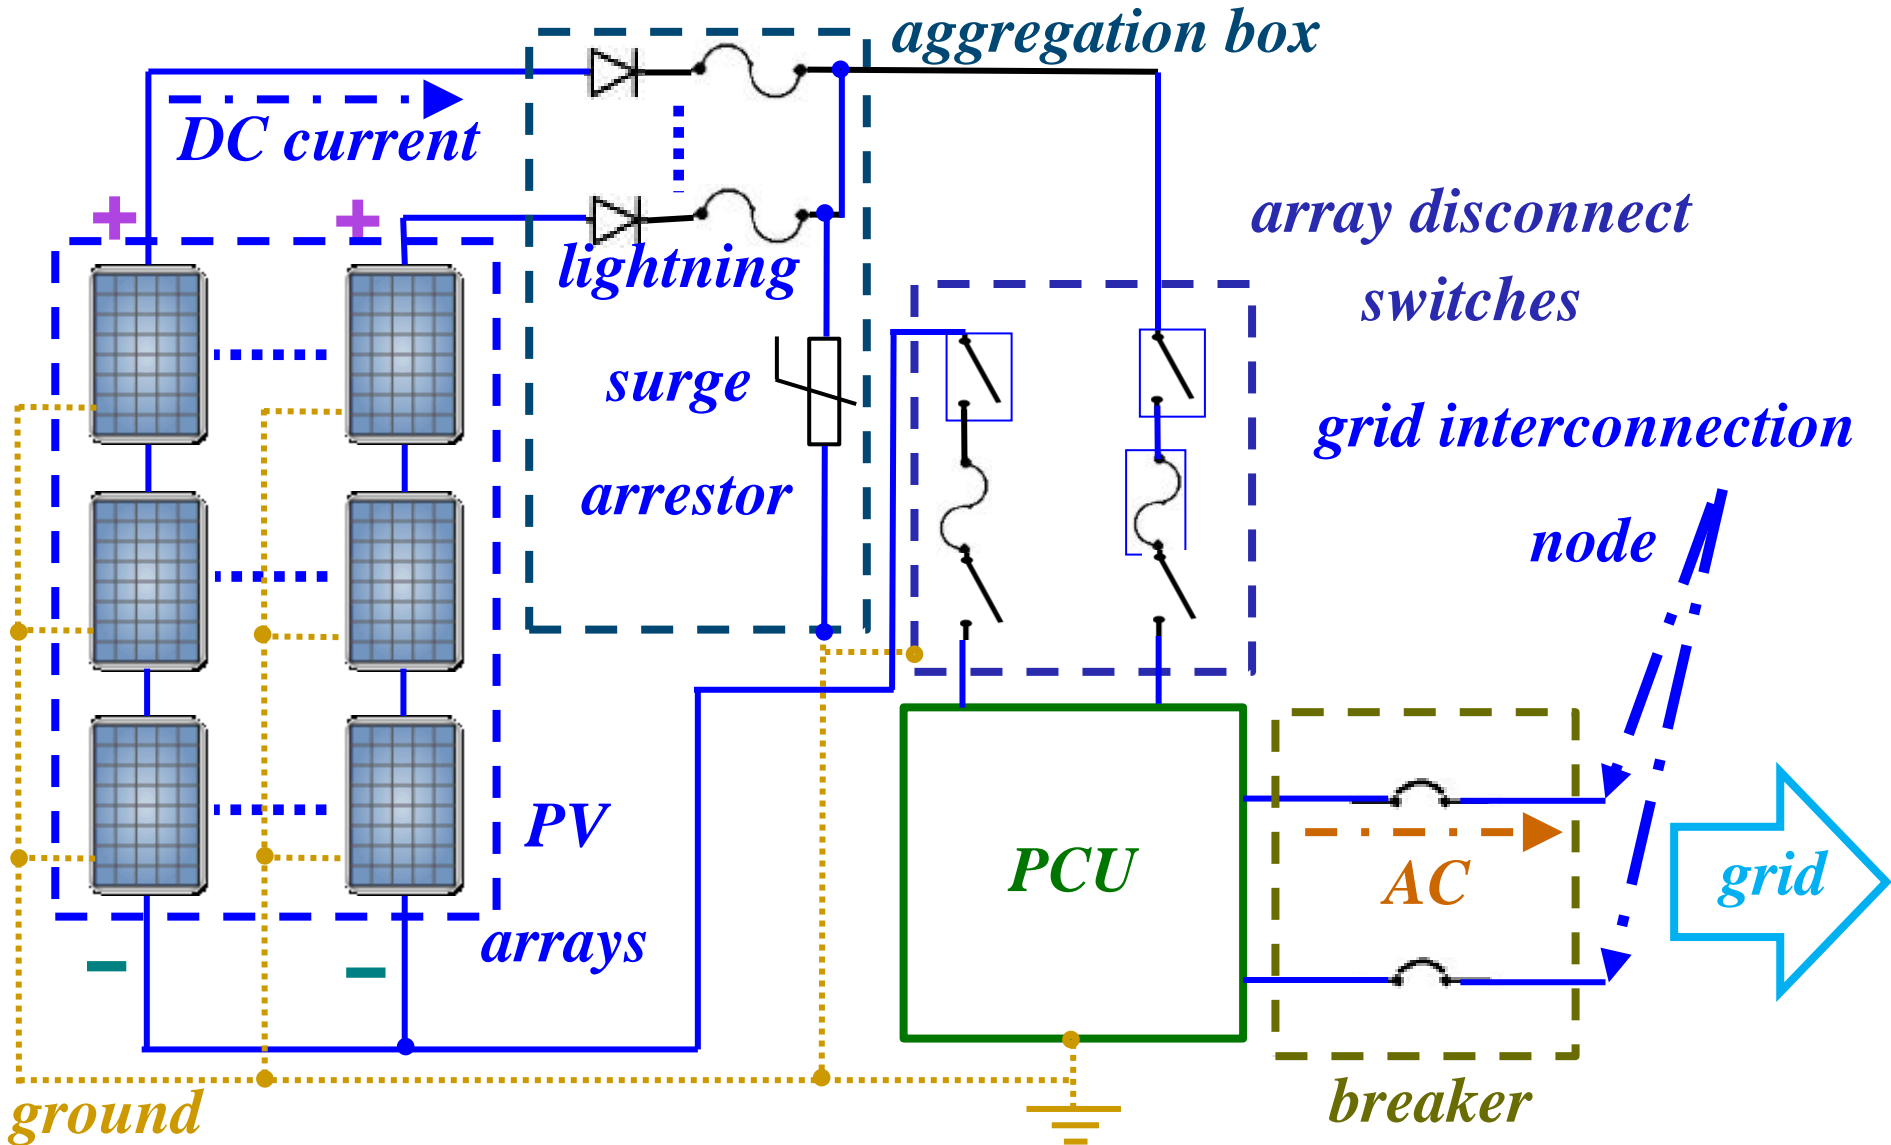 aggregation box
DC current
+
+
array disconnect
switches
lightning
surge
arrestor
grid interconnection
node
PV
arrays
PCU
AC
grid
−
−
breaker
ground